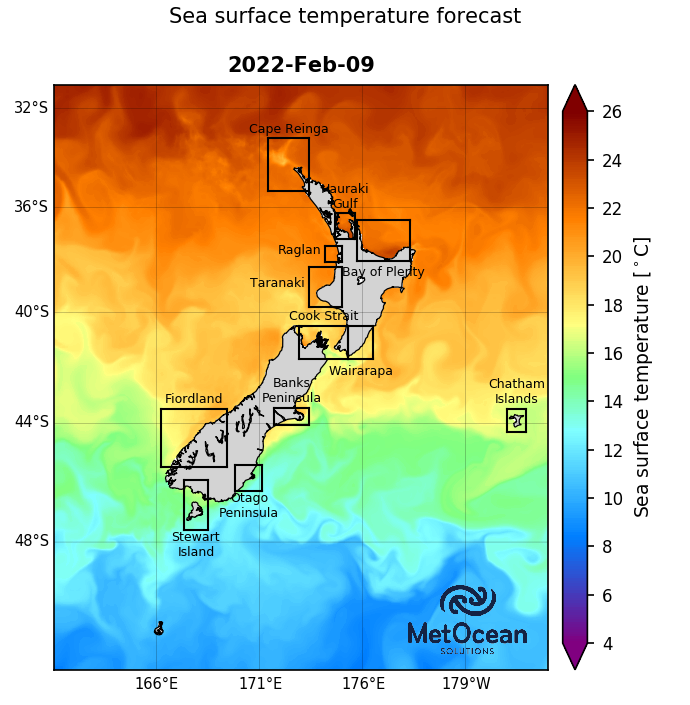 Sea surface temperature forecast
2022-Feb-09
32°S
36°S
40°S
44°S
48°S
166°E
171°E
176°E
179°W
Cape Reinga
Hauraki
Gulf
Raglan
Bay of Plenty
Taranaki
Cook Strait
Wairarapa
Banks
Peninsula
Fiordland
Chatham
Islands
Otago
Peninsula
Stewart
Island
MetOcean
SOLUTIONS
26
24
22
20
18
16
14
12
10
8
6
4
Sea surface temperature [°C]